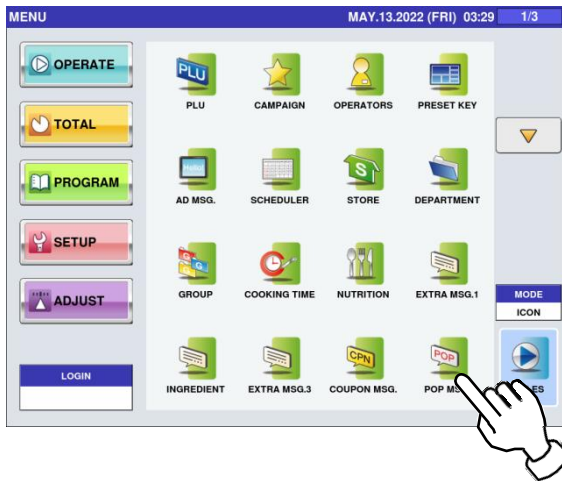 MENU MAY.13.2022 (FRI) 03:29 1/3
OPERATE
TOTAL
PROGRAM
SETUP
ADJUST
LOGIN
PLU
PLU CAMPAIGN OPERATORS PRESET KEY
Hello!
S
AD MSG. SCHEDULER STORE DEPARTMENT
GROUP COOKING TIME NUTRITION EXTRA MSG.1
CPN POP
INGREDIENT EXTRA MSG.3 COUPON MSG. POP
MODE
ICON